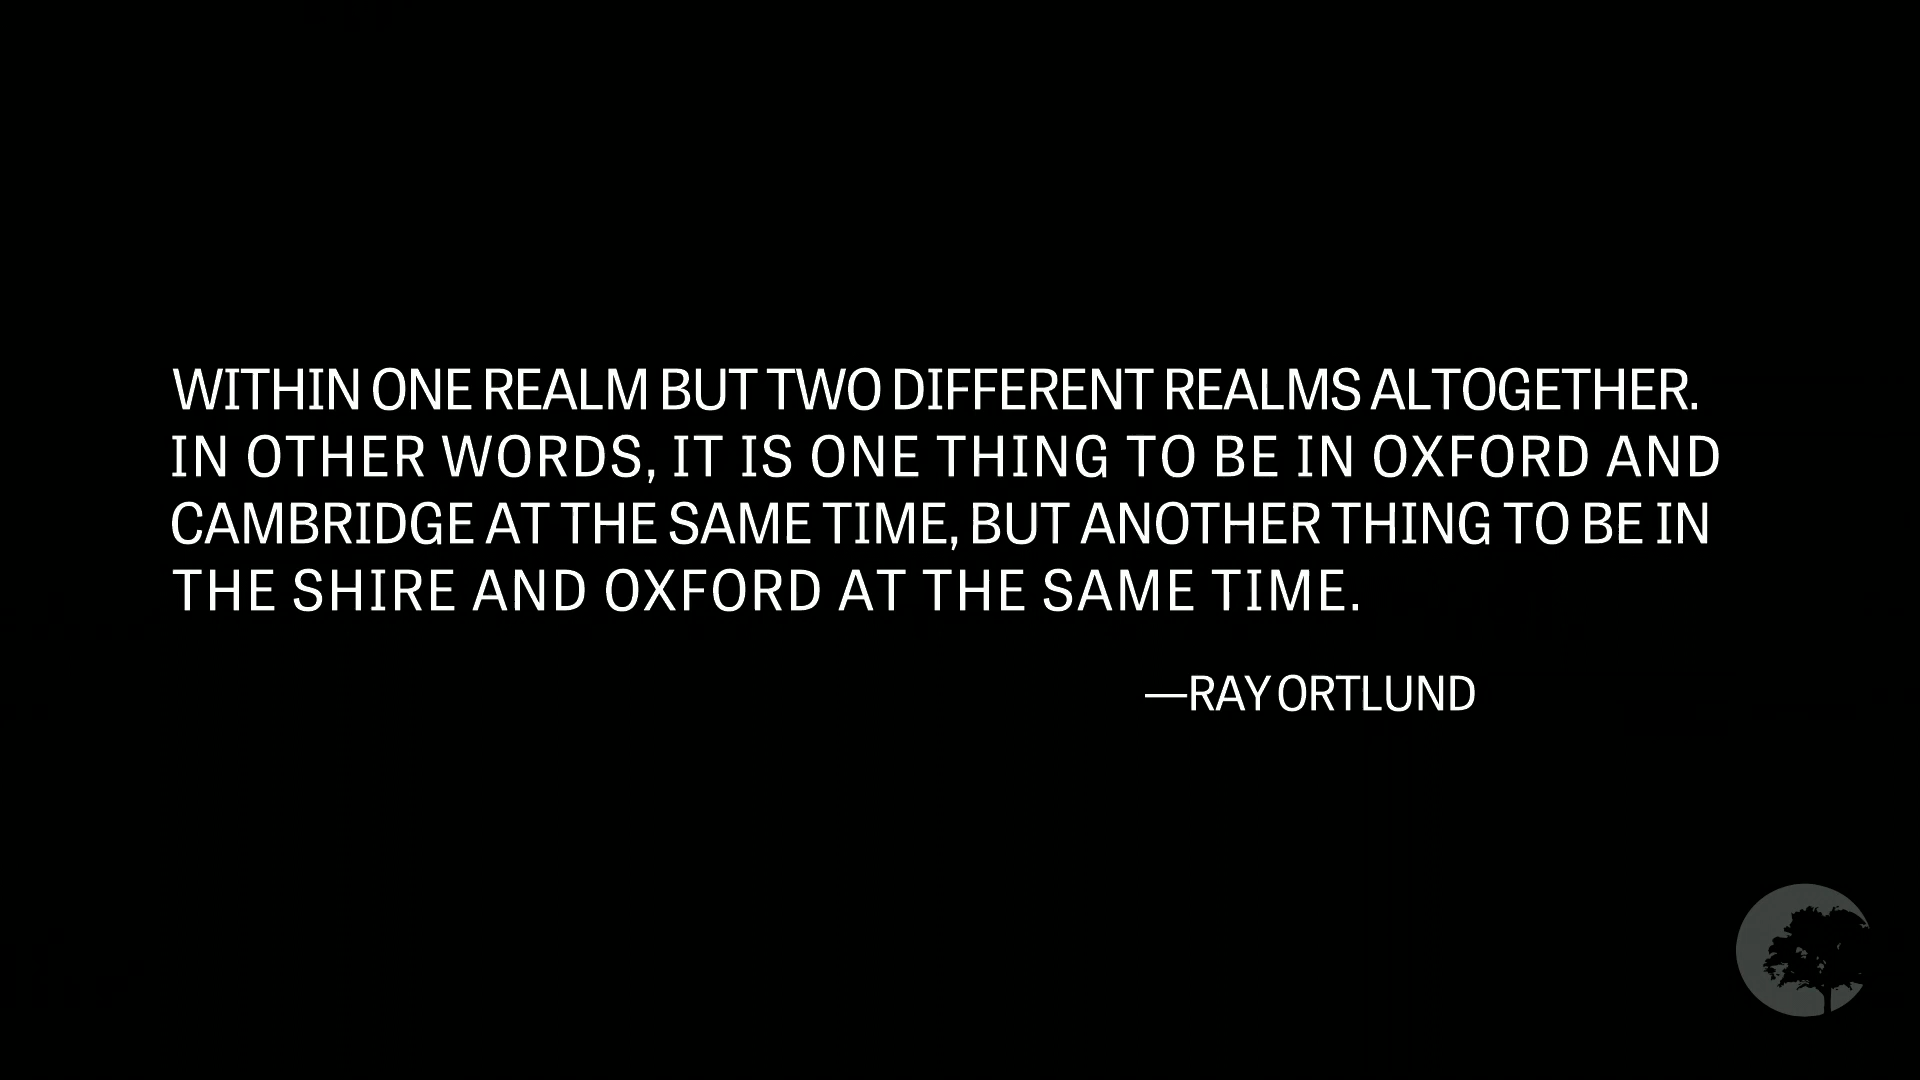 WITHIN ONE REALM BUT TWO DIFFERENT REALMS ALTOGETHER.
IN OTHER WORDS, IT IS ONE THING TO BE IN OXFORD AND
CAMBRIDGE AT THE SAME TIME, BUT ANOTHER THING TO BE IN
THE SHIRE AND OXFORD AT THE SAME TIME.
—RAY ORTLUND